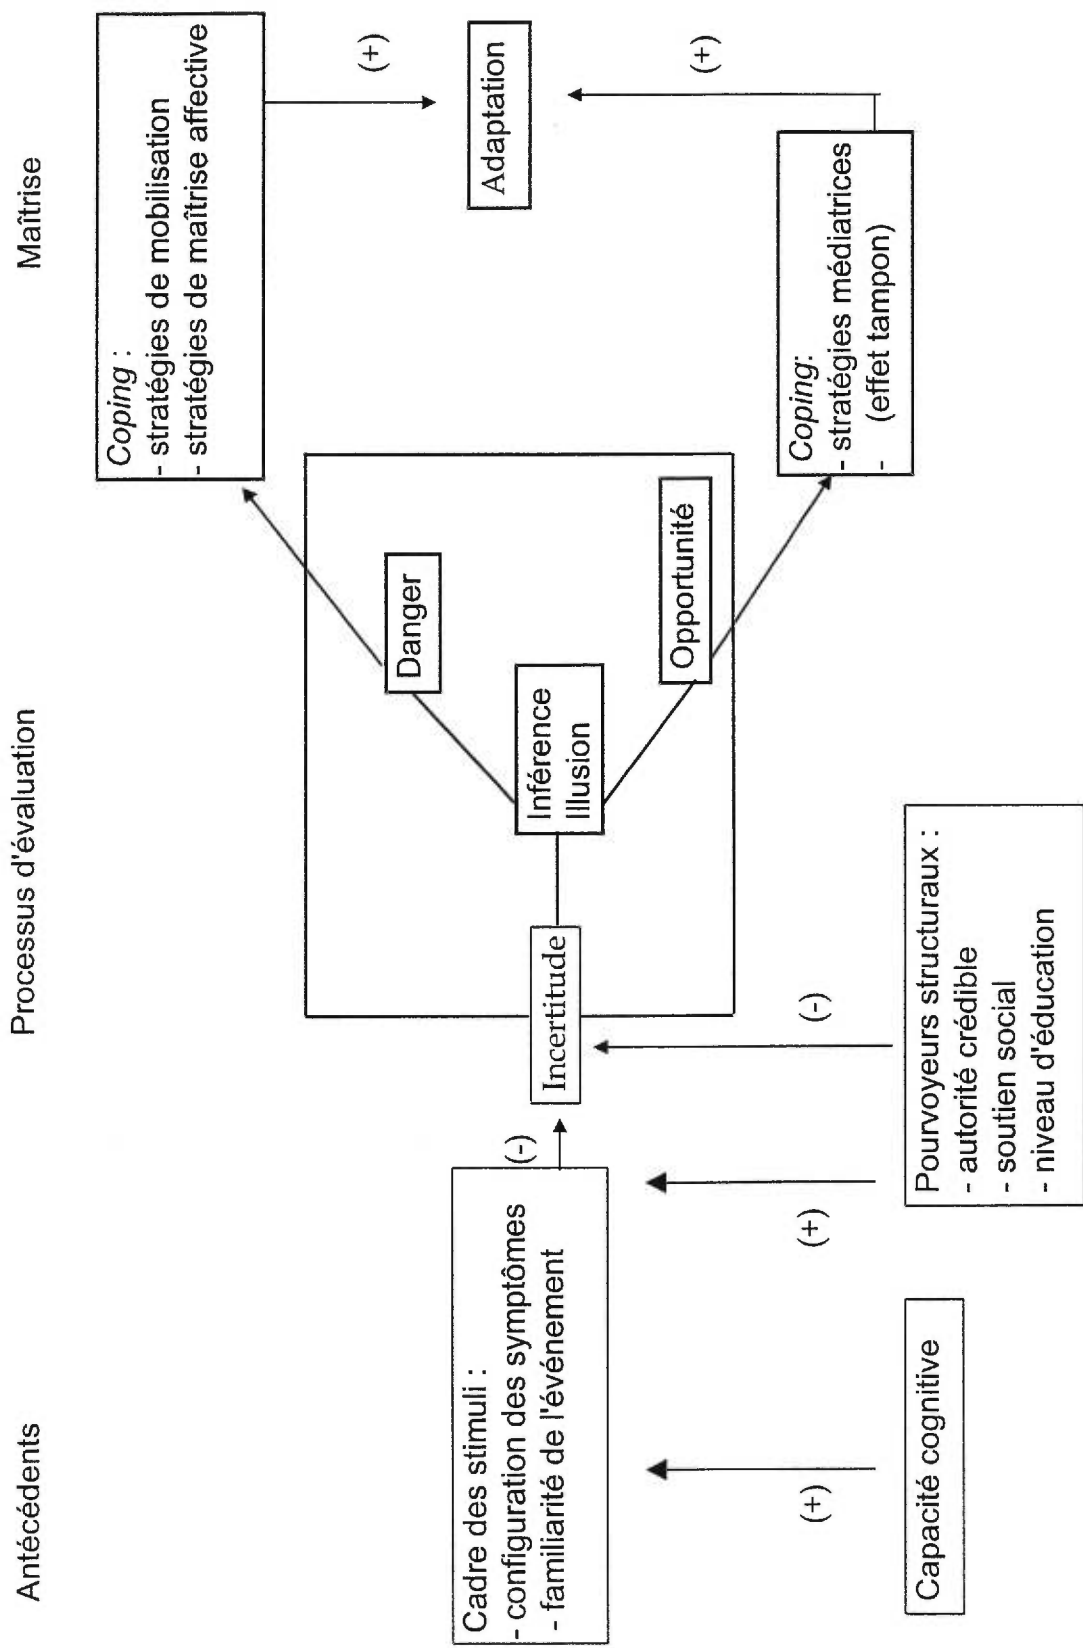 Antécédents
Processus d'évaluation
Maîtrise
Cadre des stimuli :
- configuration des symptômes
- familiarité de l'événement
(-)
Incertitude
Inférence
Illusion
Danger
Opportunité
Coping :
- stratégies de mobilisation
- stratégies de maîtrise affective
(+)
Adaptation
(+)
Coping:
- stratégies médiatrices
- (effet tampon)
Capacité cognitive
(+)
(+)
(-)
Pourvoyeurs structuraux :
- autorité crédible
- soutien social
- niveau d'éducation